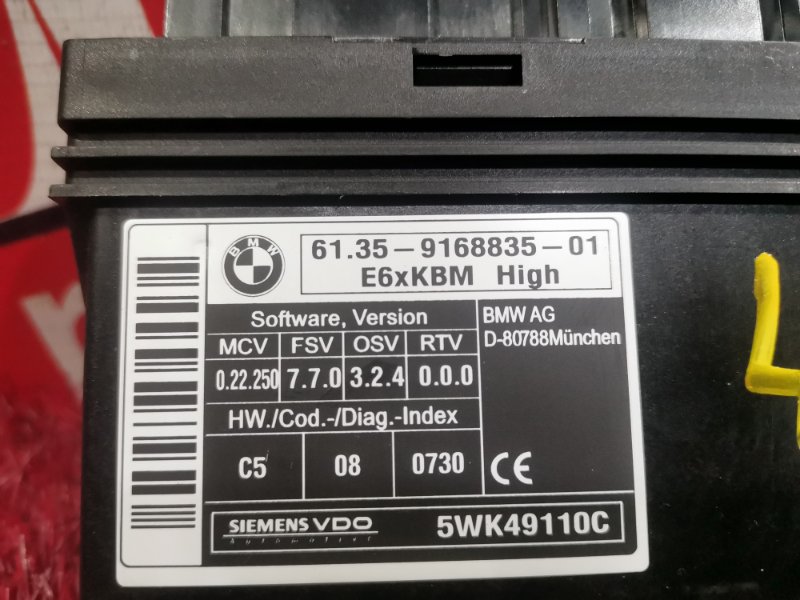 BMW
61.35-9168835-01
E6xKBM High
Software, Version
MCV FSV OSV RTV
0.22.250 7.7.0 3.2.4 0.0.0
HW./Cod.-/Diag.-Index
C5 08 0730
BMW AG
D-80788München
CE
SIEMENS VDO
Automotive
5WK49110C